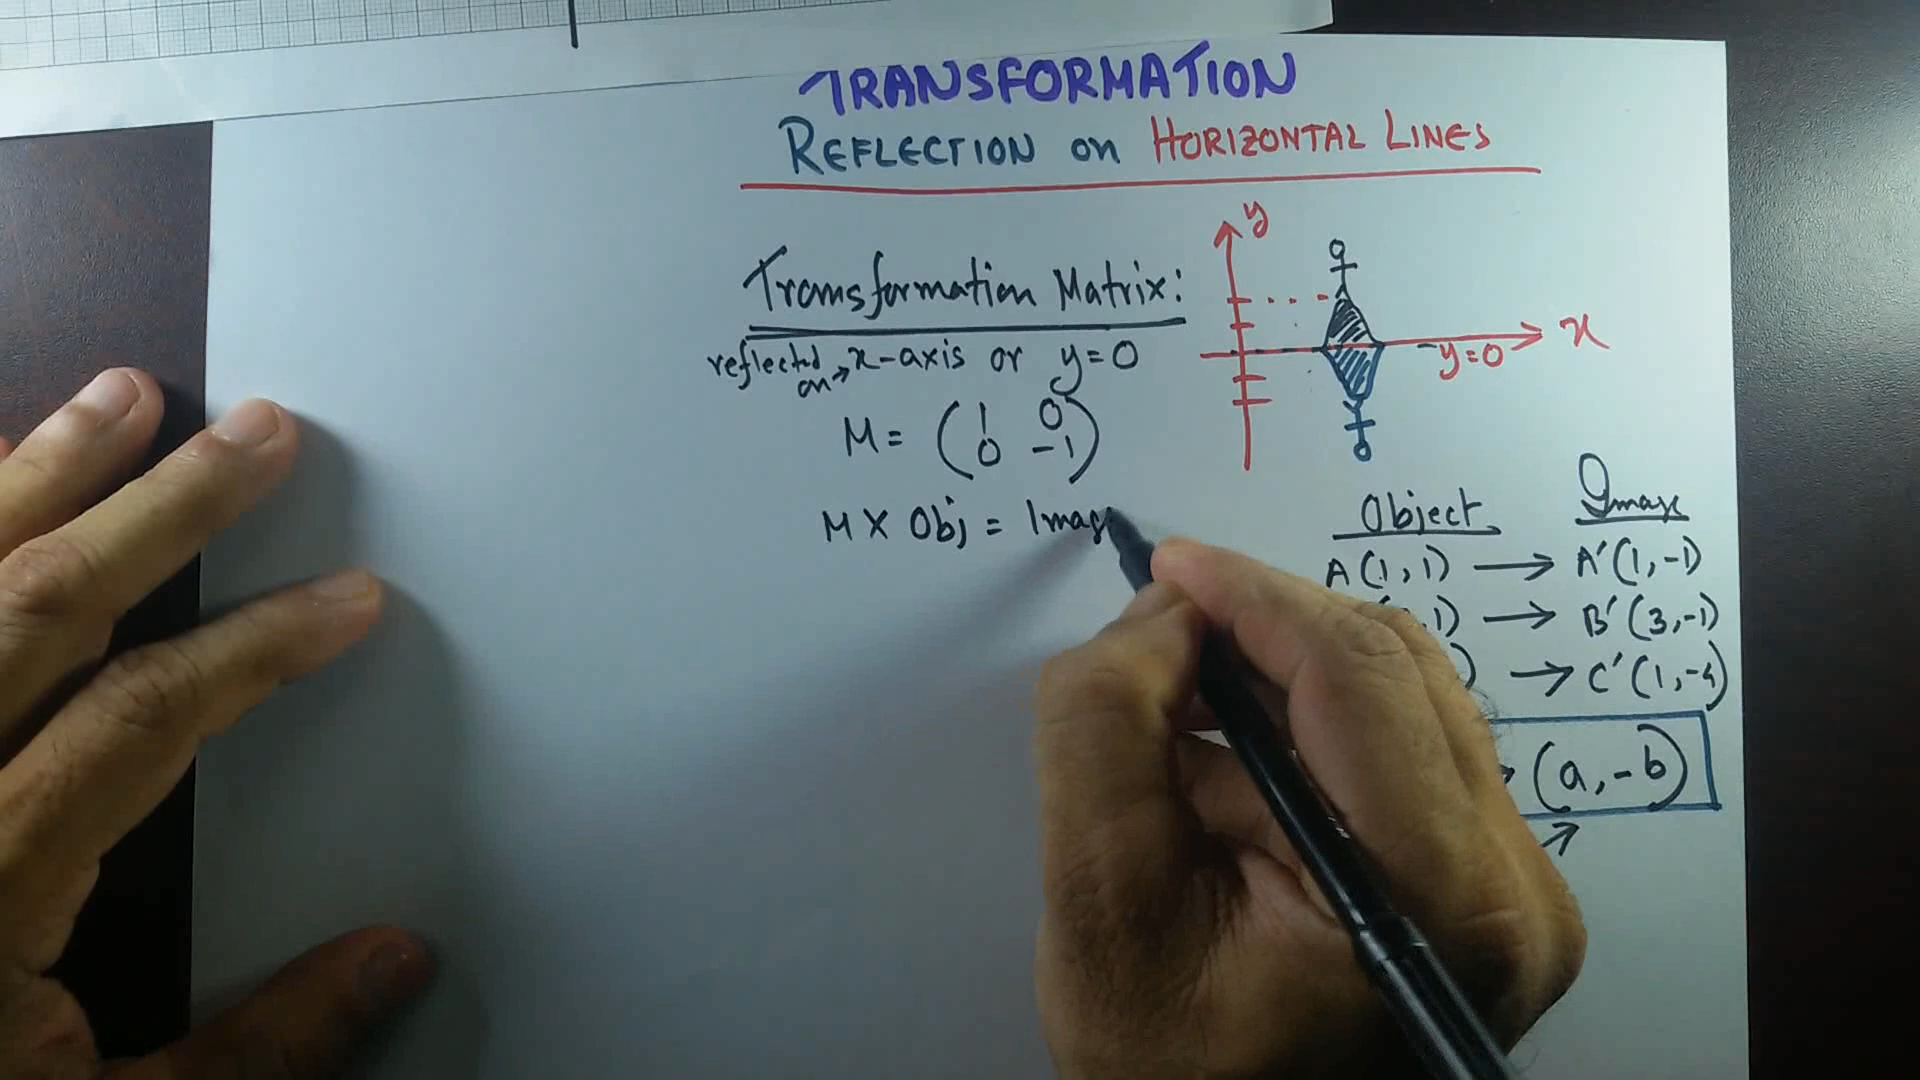 TRANSFORMATION
REFLECTION on HORIZONTAL LINES
Transformation Matrix:
reflected on → x-axis or y=0
M = ( 1 0
0 -1 )
M X Obj = Imag
y
x
y=0
Object Image
A(1,1) → A'(1,-1)
,1) → B'(3,-1)
) → C'(1,-4)
(a,-b)